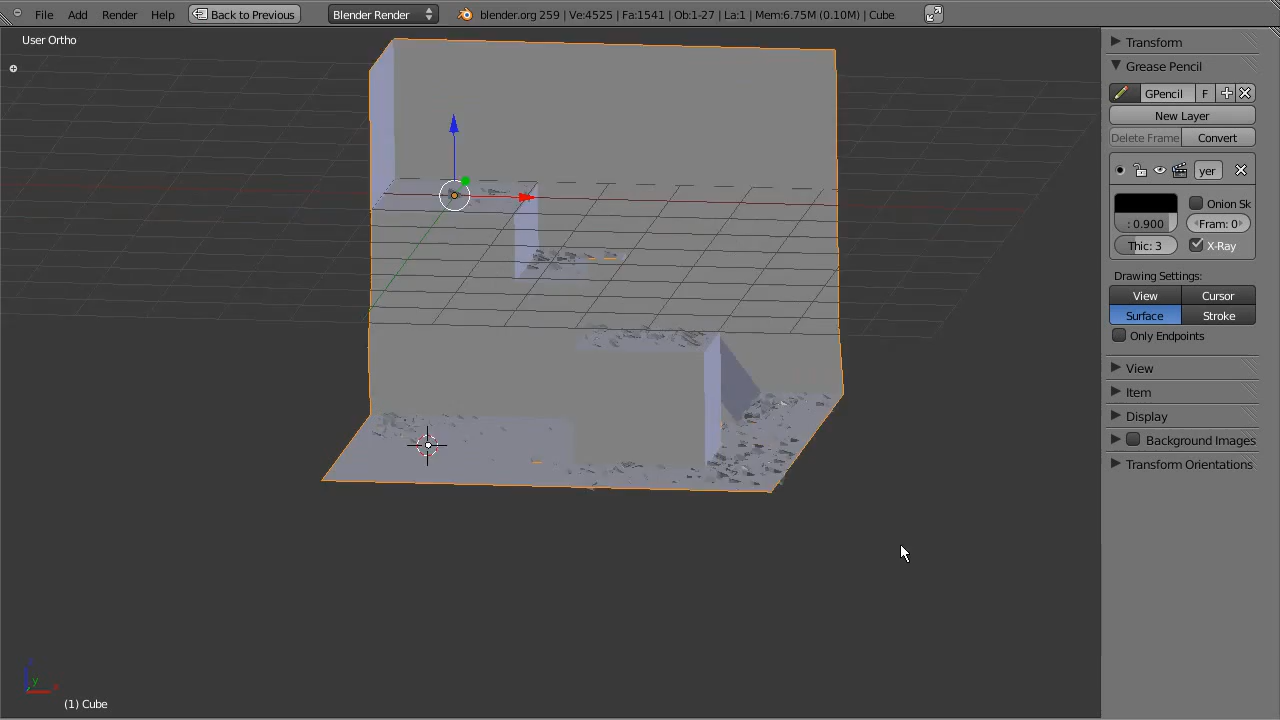 File Add Render Help Back to Previous Blender Render blender.org 259 | Ve:4525 | Fa:1541 | Ob:1-27 | La:1 | Mem:6.75M (0.10M) | Cube
User Ortho
Transform
Grease Pencil
GPencil F
New Layer
Delete Frame Convert
yer
Onion Sk
: 0.900 Fram: 0
Thic: 3 X-Ray
Drawing Settings:
View Cursor
Surface Stroke
Only Endpoints
View
Item
Display
Background Images
Transform Orientations
z
y x
(1) Cube